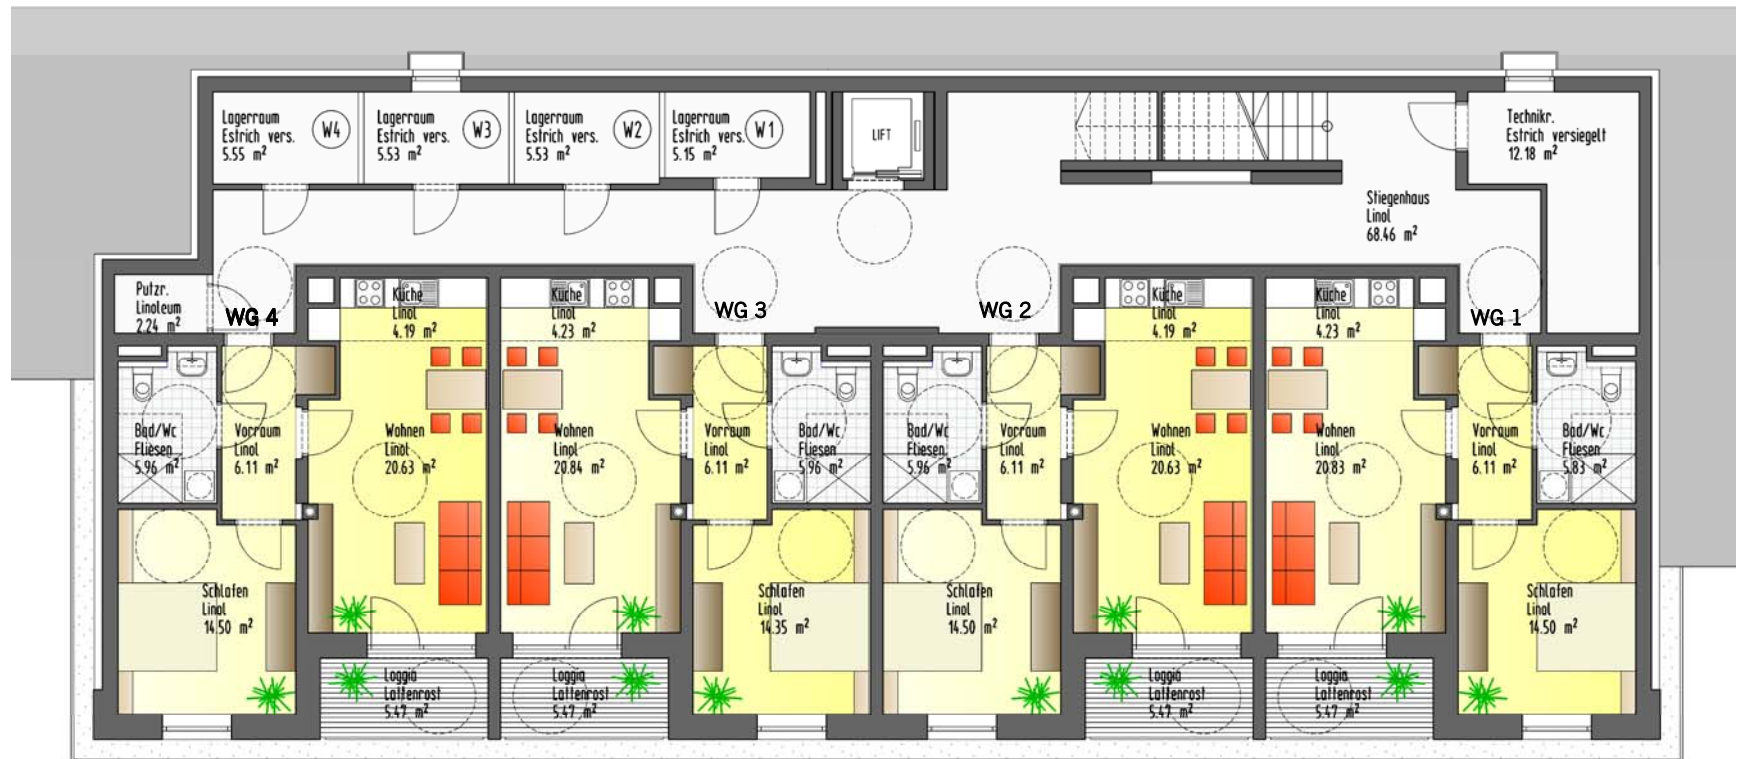 Lagerraum
Estrich vers.
5.55 m²
W4
Lagerraum
Estrich vers.
5.53 m²
W3
Lagerraum
Estrich vers.
5.53 m²
W2
Lagerraum
Estrich vers.
5.15 m²
W1
LIFT
Technikr.
Estrich versiegelt
12.18 m²
Stiegenhaus
Linol
68.46 m²
Putzr.
Linoleum
2.24 m²
WG 4
WG 3
WG 2
WG 1
Küche
Linol
4.19 m²
Küche
Linol
4.23 m²
Küche
Linol
4.19 m²
Küche
Linol
4.23 m²
Bad/Wc
Fliesen
5.96 m²
Vorraum
Linol
6.11 m²
Wohnen
Linol
20.63 m²
Wohnen
Linol
20.84 m²
Vorraum
Linol
6.11 m²
Bad/Wc
Fliesen
5.96 m²
Bad/Wc
Fliesen
5.96 m²
Vorraum
Linol
6.11 m²
Wohnen
Linol
20.63 m²
Wohnen
Linol
20.83 m²
Vorraum
Linol
6.11 m²
Bad/Wc
Fliesen
5.83 m²
Schlafen
Linol
14.50 m²
Schlafen
Linol
14.35 m²
Schlafen
Linol
14.50 m²
Schlafen
Linol
14.50 m²
Loggia
Lattenrost
5.47 m²
Loggia
Lattenrost
5.47 m²
Loggia
Lattenrost
5.47 m²
Loggia
Lattenrost
5.47 m²